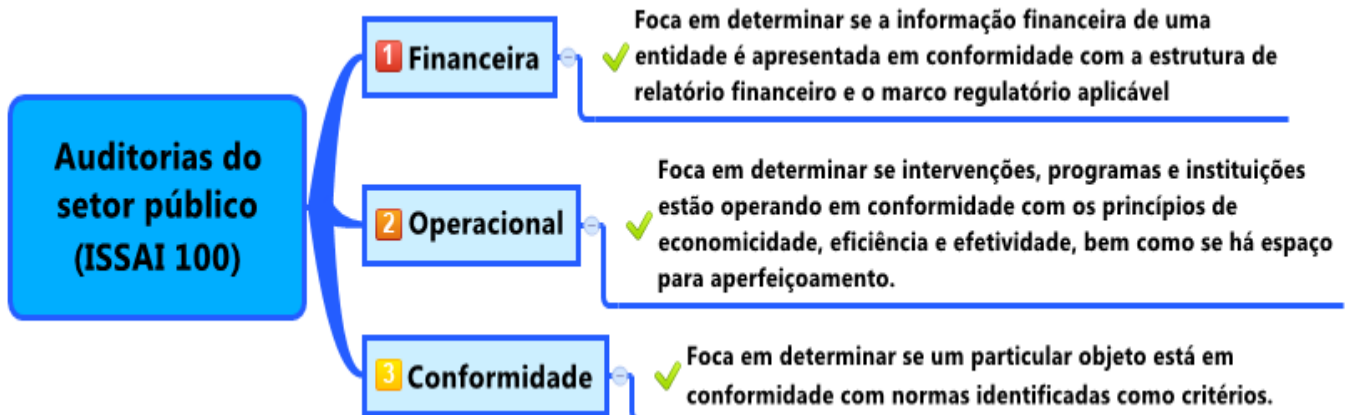 Auditorias do
setor público
(ISSAI 100)
1 Financeira
Foca em determinar se a informação financeira de uma
entidade é apresentada em conformidade com a estrutura de
relatório financeiro e o marco regulatório aplicável
2 Operacional
Foca em determinar se intervenções, programas e instituições
estão operando em conformidade com os princípios de
economicidade, eficiência e efetividade, bem como se há espaço
para aperfeiçoamento.
3 Conformidade
Foca em determinar se um particular objeto está em
conformidade com normas identificadas como critérios.